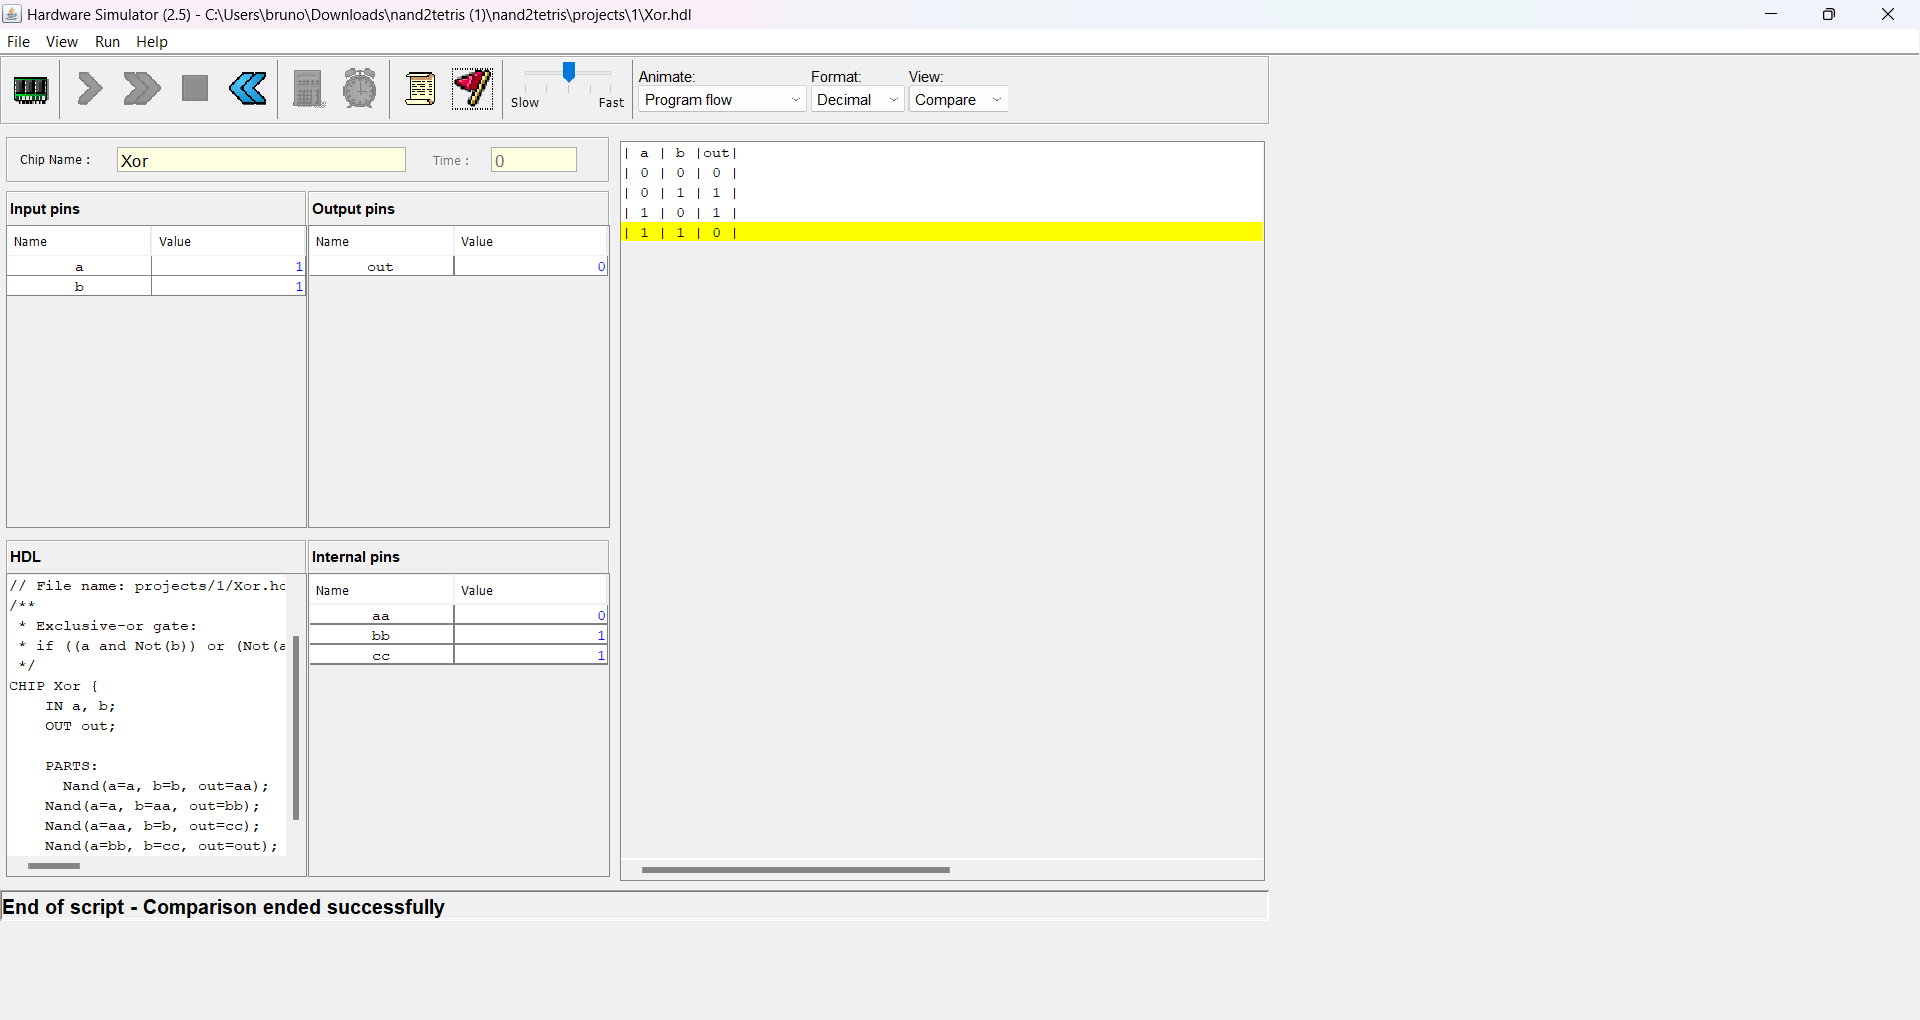 Hardware Simulator (2.5) - C:\Users\bruno\Downloads\nand2tetris (1)\nand2tetris\projects\1\Xor.hdl
File View Run Help
Slow Fast
Animate: Format: View:
Program flow Decimal Compare
Chip Name : Xor Time : 0
Input pins
Name Value
a 1
b 1
Output pins
Name Value
out 0
HDL
// File name: projects/1/Xor.hd
/**
* Exclusive-or gate:
* if ((a and Not(b)) or (Not(a
*/
CHIP Xor {
IN a, b;
OUT out;
PARTS:
Nand(a=a, b=b, out=aa);
Nand(a=a, b=aa, out=bb);
Nand(a=aa, b=b, out=cc);
Nand(a=bb, b=cc, out=out);
Internal pins
Name Value
aa 0
bb 1
cc 1
| a | b |out|
| 0 | 0 | 0 |
| 0 | 1 | 1 |
| 1 | 0 | 1 |
| 1 | 1 | 0 |
End of script - Comparison ended successfully